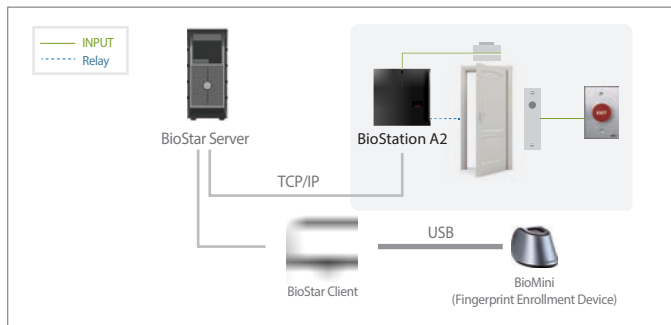 INPUT
Relay
BioStar Server
BioStation A2
EXIT
TCP/IP
USB
BioStar Client
BioMini
(Fingerprint Enrollment Device)